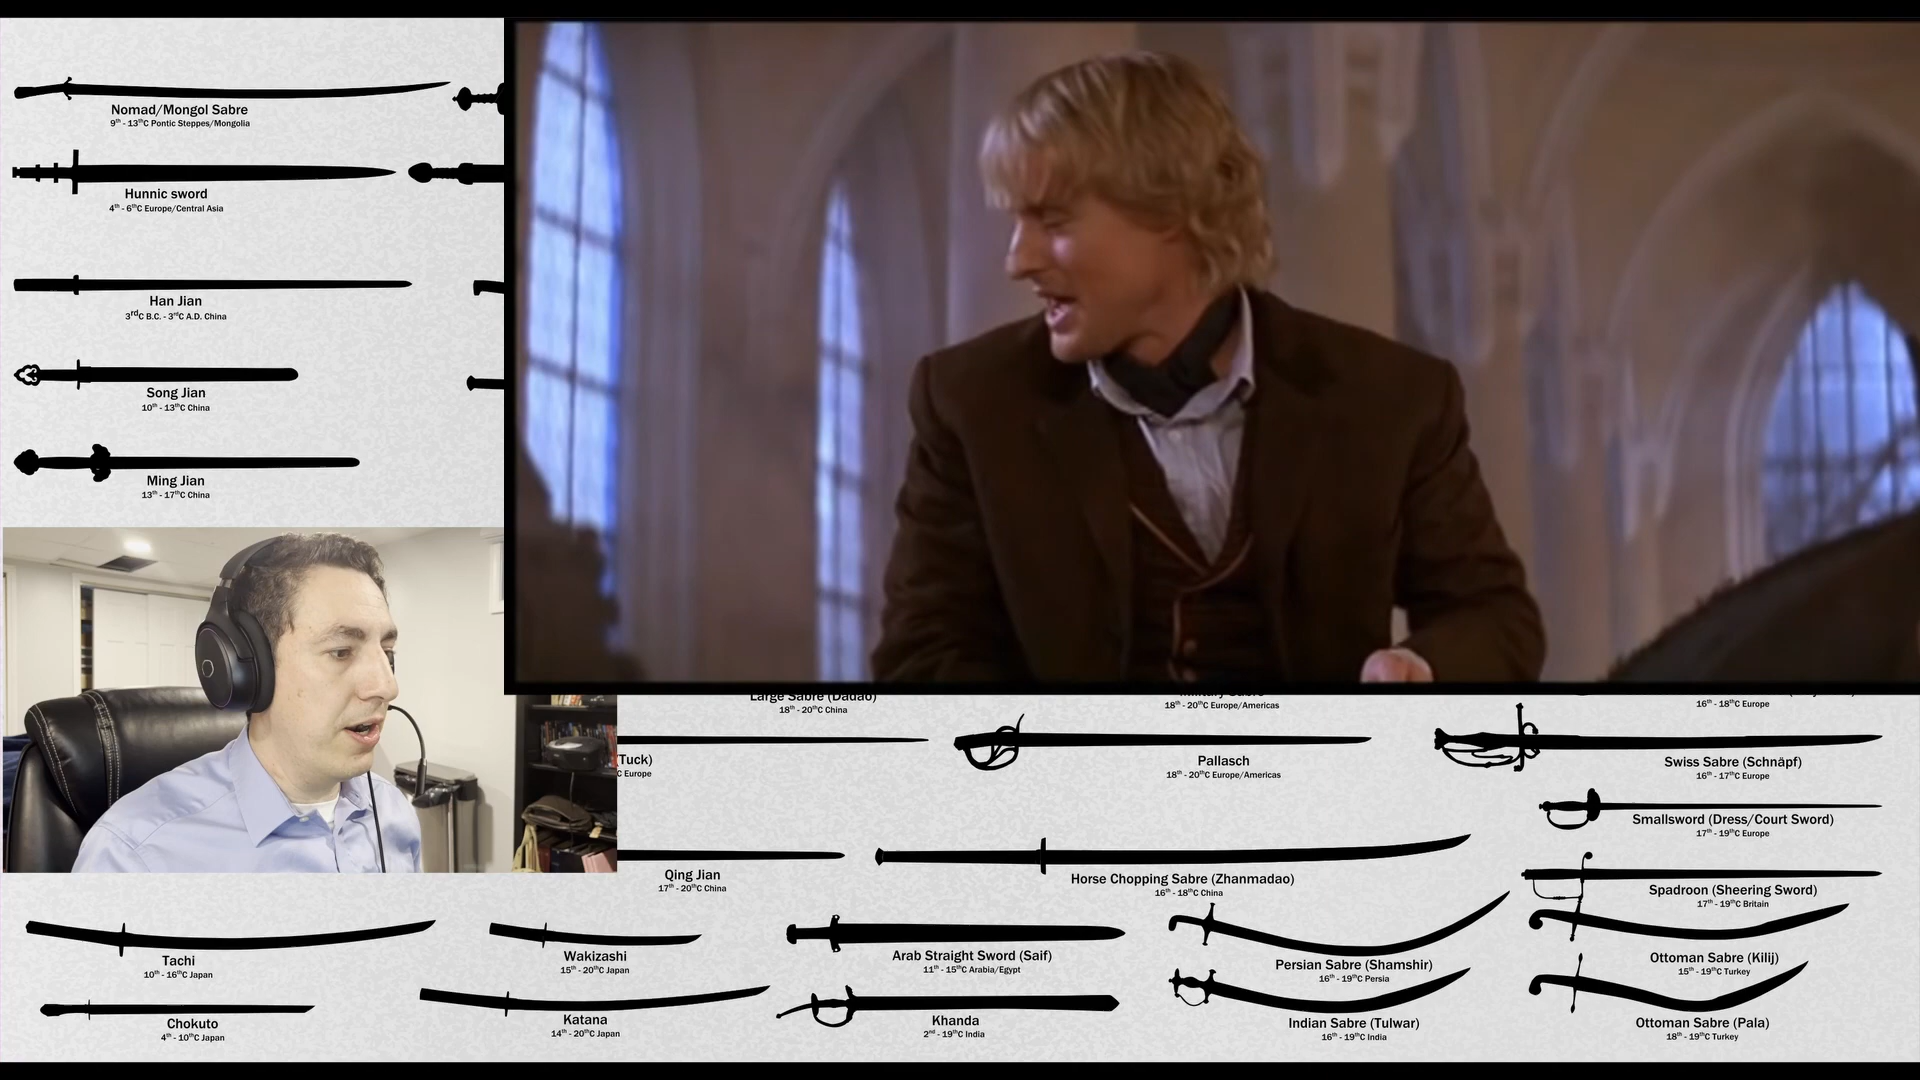 Nomad/Mongol Sabre
9th - 13thC Pontic Steppes/Mongolia
Hunnic sword
4th - 6thC Europe/Central Asia
Han Jian
3rdC B.C. - 3rdC A.D. China
Song Jian
10th - 13thC China
Ming Jian
13th - 17thC China
Large Sabre (Dadao)
18th - 20thC China
Military Sabre
18th - 20thC Europe/Americas
16th - 18thC Europe
(Tuck)
C Europe
Pallasch
18th - 20thC Europe/Americas
Swiss Sabre (Schnäpf)
16th - 17thC Europe
Smallsword (Dress/Court Sword)
17th - 19thC Europe
Qing Jian
17th - 20thC China
Horse Chopping Sabre (Zhanmadao)
16th - 18thC China
Spadroon (Sheering Sword)
17th - 19thC Britain
Tachi
10th - 16thC Japan
Wakizashi
15th - 20thC Japan
Arab Straight Sword (Saif)
11th - 15thC Arabia/Egypt
Persian Sabre (Shamshir)
16th - 19thC Persia
Ottoman Sabre (Kilij)
15th - 19thC Turkey
Chokuto
4th - 10thC Japan
Katana
14th - 20thC Japan
Khanda
2nd - 19thC India
Indian Sabre (Tulwar)
16th - 19thC India
Ottoman Sabre (Pala)
18th - 19thC Turkey